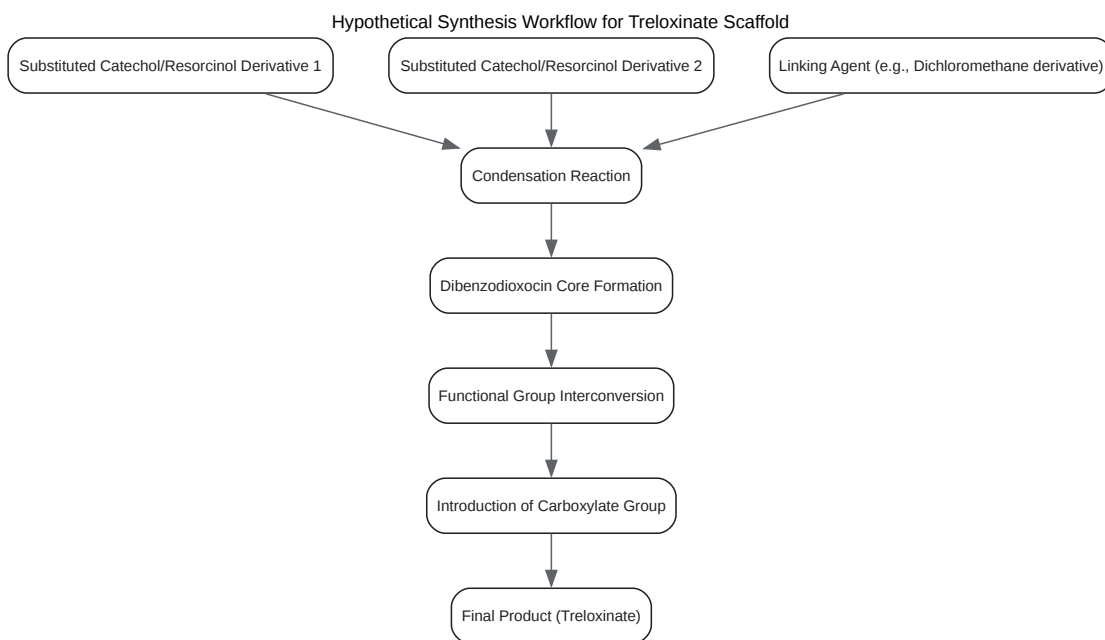 Hypothetical Synthesis Workflow for Treloxinate Scaffold
Substituted Catechol/Resorcinol Derivative 1
Substituted Catechol/Resorcinol Derivative 2
Linking Agent (e.g., Dichloromethane derivative)
Condensation Reaction
Dibenzodioxocin Core Formation
Functional Group Interconversion
Introduction of Carboxylate Group
Final Product (Treloxinate)